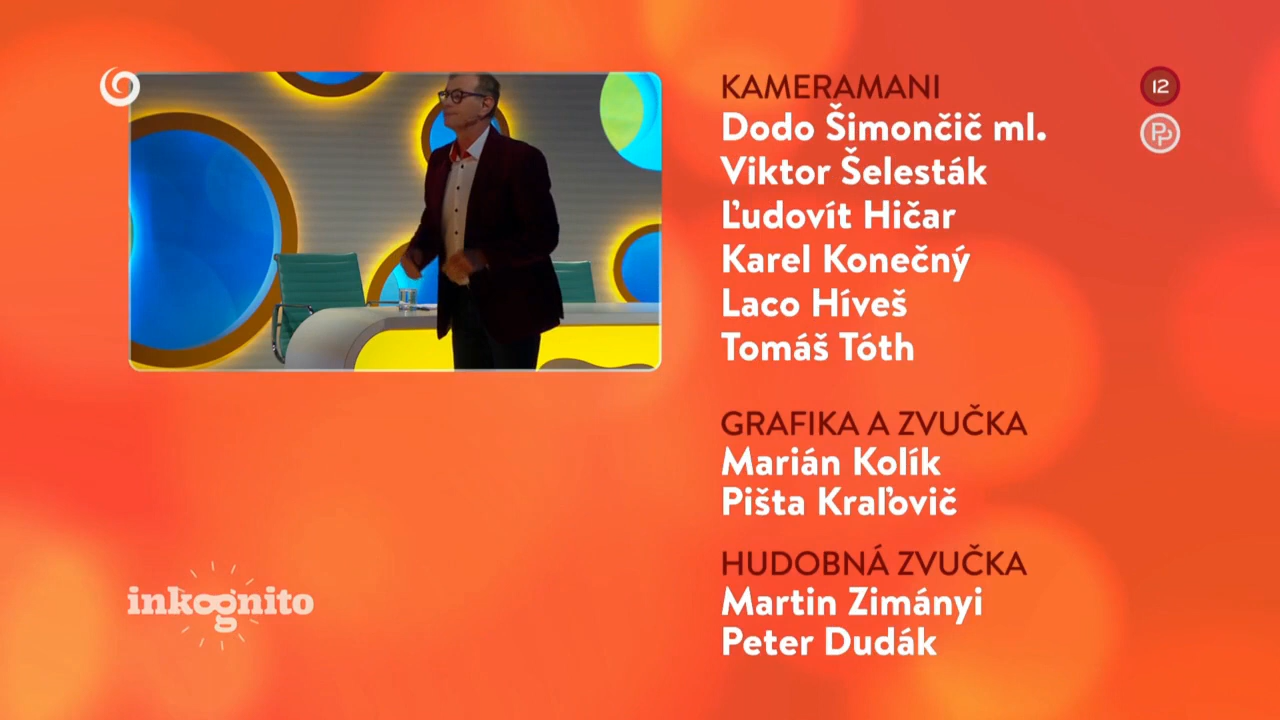 KAMERAMANI
Dodo Šimončič ml.
Viktor Šelesták
Ľudovít Hičar
Karel Konečný
Laco Híveš
Tomáš Tóth
GRAFIKA A ZVUČKA
Marián Kolík
Pišta Kraľovič
HUDOBNÁ ZVUČKA
Martin Zimányi
Peter Dudák
12
PP
inkognito